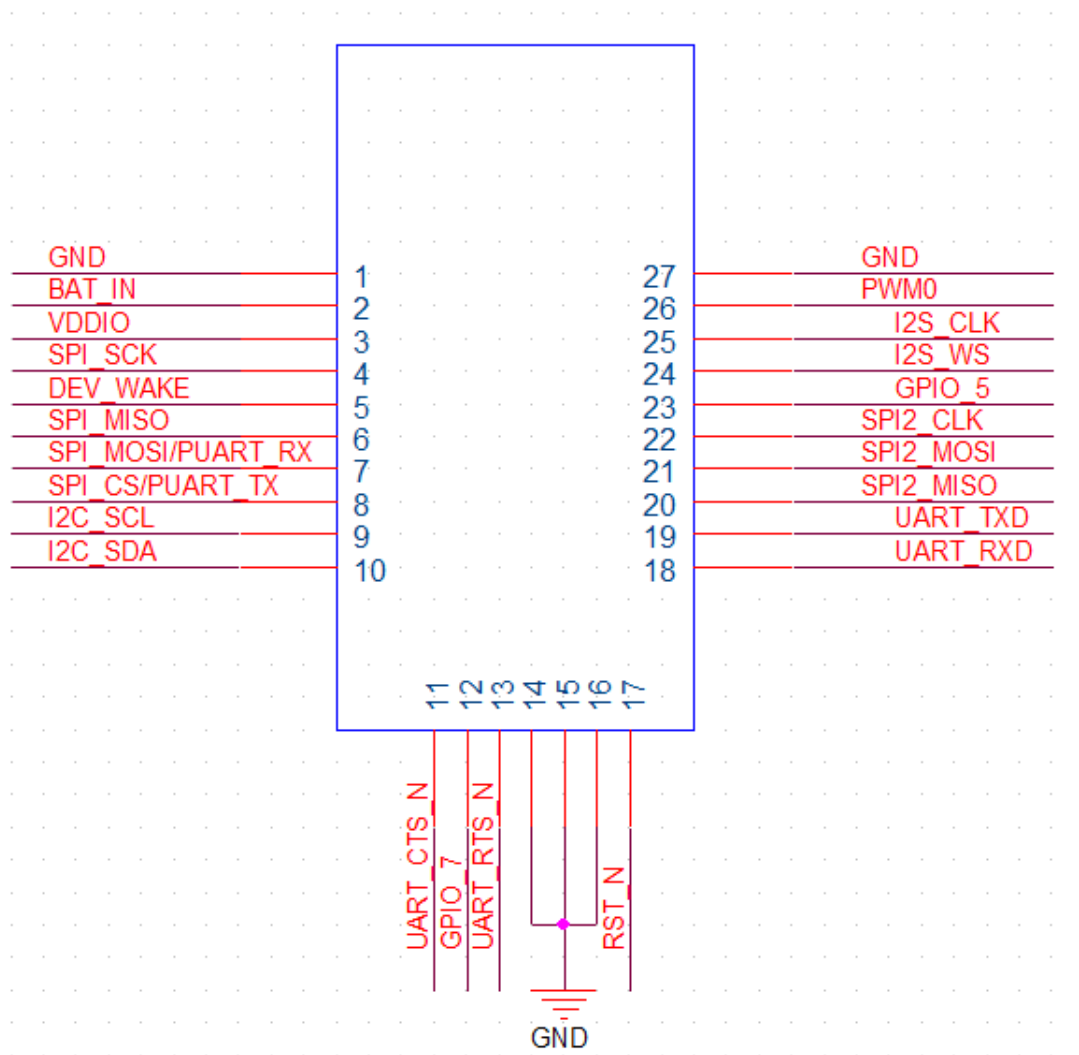 GND 1 27 GND
BAT_IN 2 26 PWM0
VDDIO 3 25 I2S_CLK
SPI_SCK 4 24 I2S_WS
DEV_WAKE 5 23 GPIO_5
SPI_MISO 6 22 SPI2_CLK
SPI_MOSI/PUART_RX 7 21 SPI2_MOSI
SPI_CS/PUART_TX 8 20 SPI2_MISO
I2C_SCL 9 19 UART_TXD
I2C_SDA 10 18 UART_RXD
11 12 13 14 15 16 17
UART_CTS_N
GPIO_7
UART_RTS_N
RST_N
GND